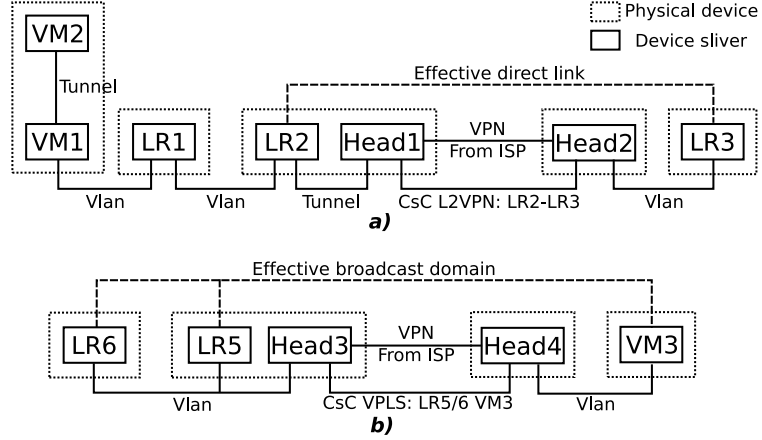 Physical device
Device sliver
VM2
Tunnel
Effective direct link
VM1
LR1
LR2
Head1
VPN
From ISP
Head2
LR3
Vlan
Vlan
Tunnel
CsC L2VPN: LR2-LR3
Vlan
a)
Effective broadcast domain
LR6
LR5
Head3
VPN
From ISP
Head4
VM3
Vlan
CsC VPLS: LR5/6 VM3
Vlan
b)